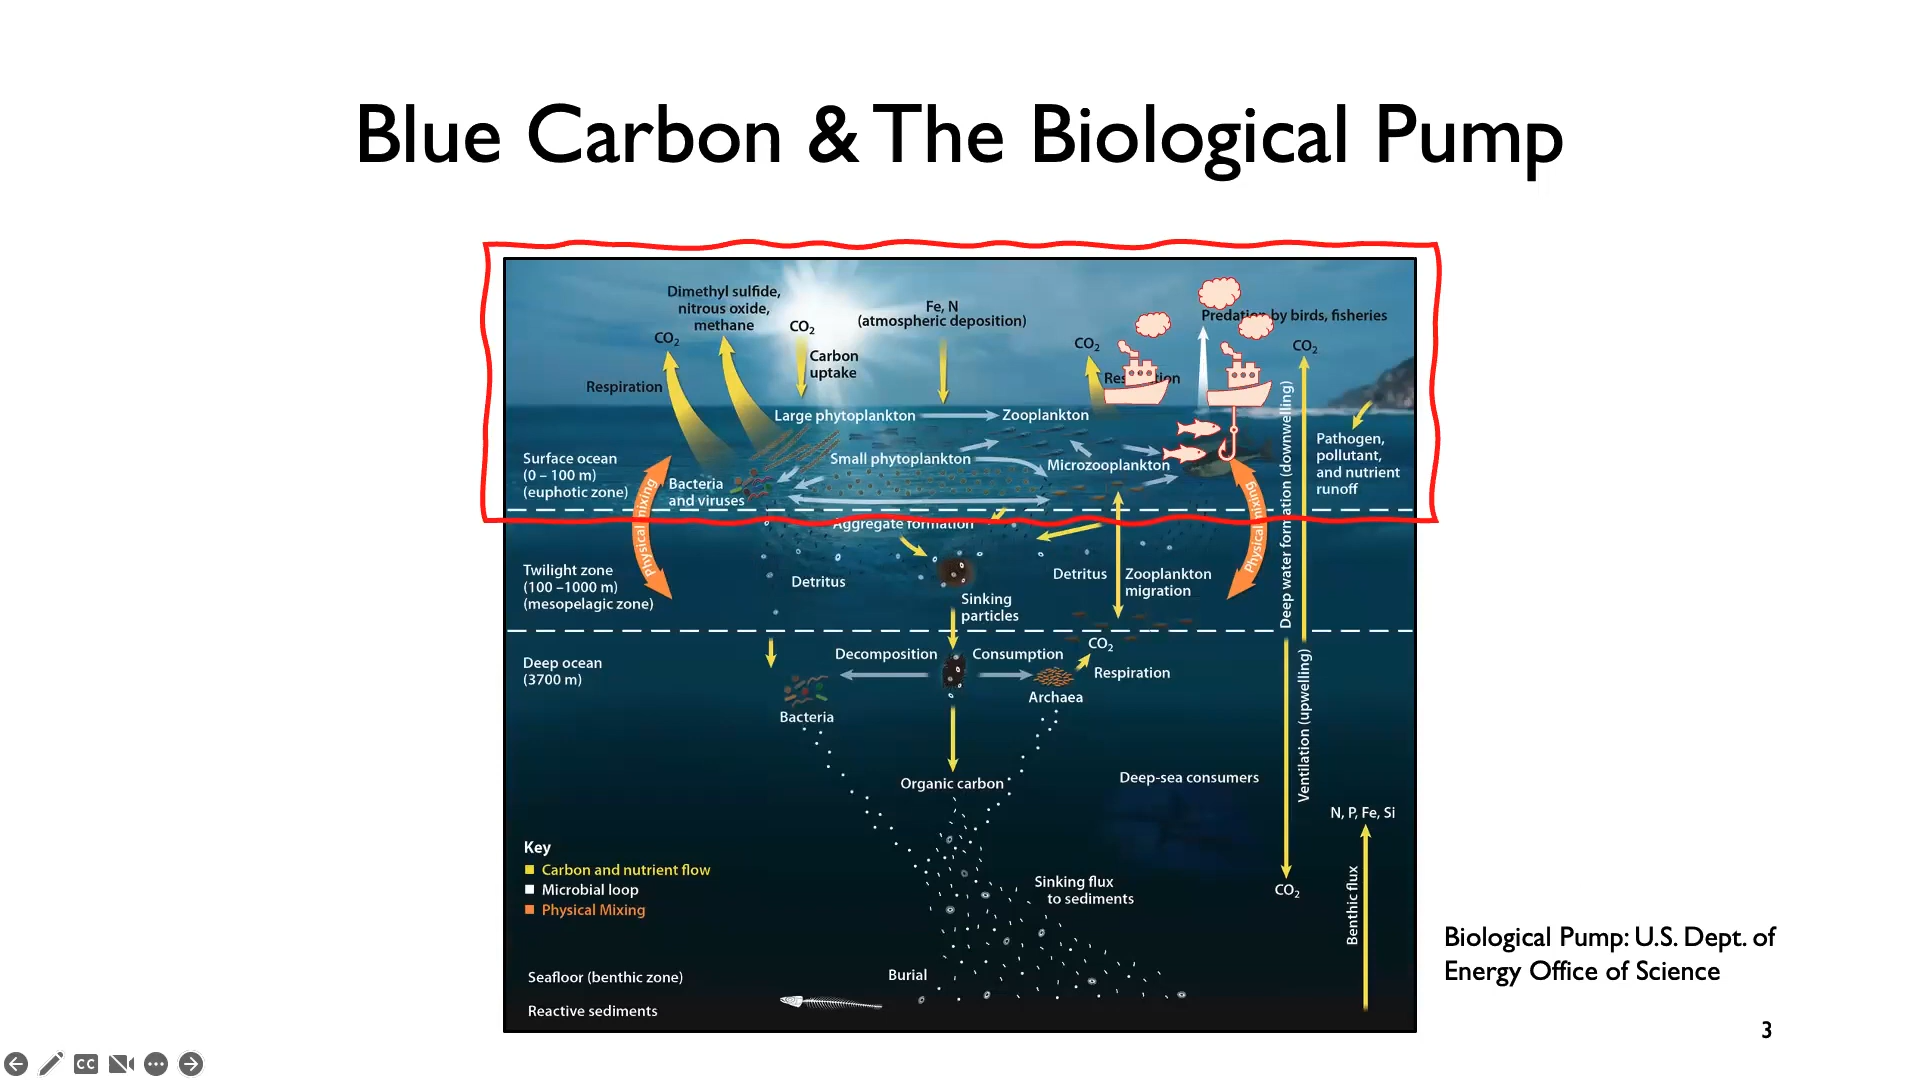 Blue Carbon & The Biological Pump
Dimethyl sulfide,
nitrous oxide,
methane
CO₂
CO₂
Carbon
uptake
Fe, N
(atmospheric deposition)
CO₂
Predation by birds, fisheries
CO₂
Respiration
Respiration
Large phytoplankton
Zooplankton
Small phytoplankton
Microzooplankton
Pathogen,
pollutant,
and nutrient
runoff
Surface ocean
(0 – 100 m)
(euphotic zone)
Bacteria
and viruses
Physical mixing
Physical mixing
Deep water formation (downwelling)
Aggregate formation
Twilight zone
(100 –1000 m)
(mesopelagic zone)
Detritus
Detritus
Zooplankton
migration
Sinking
particles
Deep ocean
(3700 m)
Decomposition
Consumption
CO₂
Respiration
Archaea
Bacteria
Ventilation (upwelling)
Organic carbon
Deep-sea consumers
N, P, Fe, Si
Key
Carbon and nutrient flow
Microbial loop
Physical Mixing
Sinking flux
to sediments
CO₂
Benthic flux
Seafloor (benthic zone)
Burial
Reactive sediments
Biological Pump: U.S. Dept. of
Energy Office of Science
3
CC